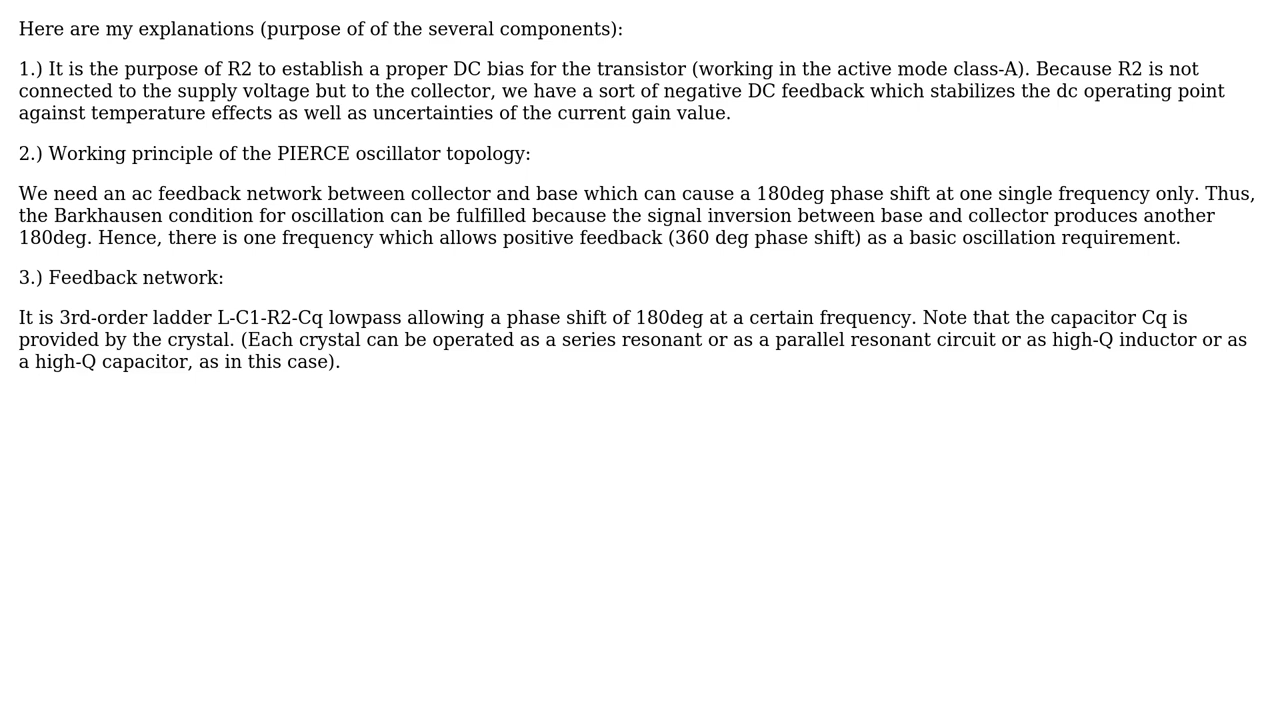 Here are my explanations (purpose of of the several components):
1.) It is the purpose of R2 to establish a proper DC bias for the transistor (working in the active mode class-A). Because R2 is not
connected to the supply voltage but to the collector, we have a sort of negative DC feedback which stabilizes the dc operating point
against temperature effects as well as uncertainties of the current gain value.
2.) Working principle of the PIERCE oscillator topology:
We need an ac feedback network between collector and base which can cause a 180deg phase shift at one single frequency only. Thus,
the Barkhausen condition for oscillation can be fulfilled because the signal inversion between base and collector produces another
180deg. Hence, there is one frequency which allows positive feedback (360 deg phase shift) as a basic oscillation requirement.
3.) Feedback network:
It is 3rd-order ladder L-C1-R2-Cq lowpass allowing a phase shift of 180deg at a certain frequency. Note that the capacitor Cq is
provided by the crystal. (Each crystal can be operated as a series resonant or as a parallel resonant circuit or as high-Q inductor or as
a high-Q capacitor, as in this case).